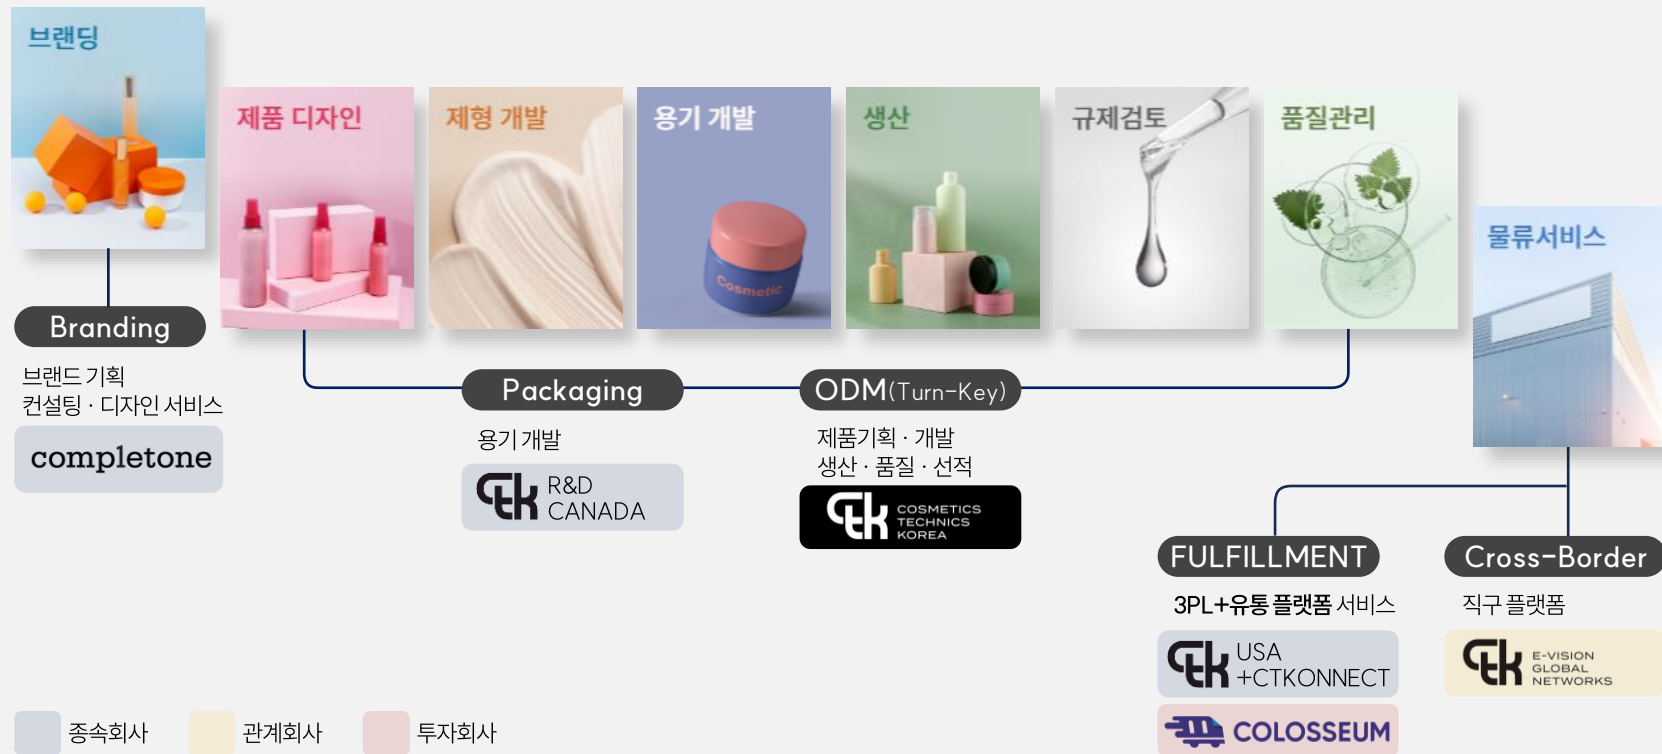 브랜딩
제품 디자인
제형 개발
용기 개발
생산
규제검토
품질관리
물류서비스
Cosmetic
Branding
브랜드 기획
컨설팅 · 디자인 서비스
completone
Packaging
용기 개발
ctk R&D
CANADA
ODM(Turn-Key)
제품기획 · 개발
생산 · 품질 · 선적
ctk COSMETICS
TECHNICS
KOREA
FULFILLMENT
3PL+유통 플랫폼 서비스
ctk USA
+CTKONNECT
COLOSSEUM
Cross-Border
직구 플랫폼
ctk E-VISION
GLOBAL
NETWORKS
종속회사
관계회사
투자회사